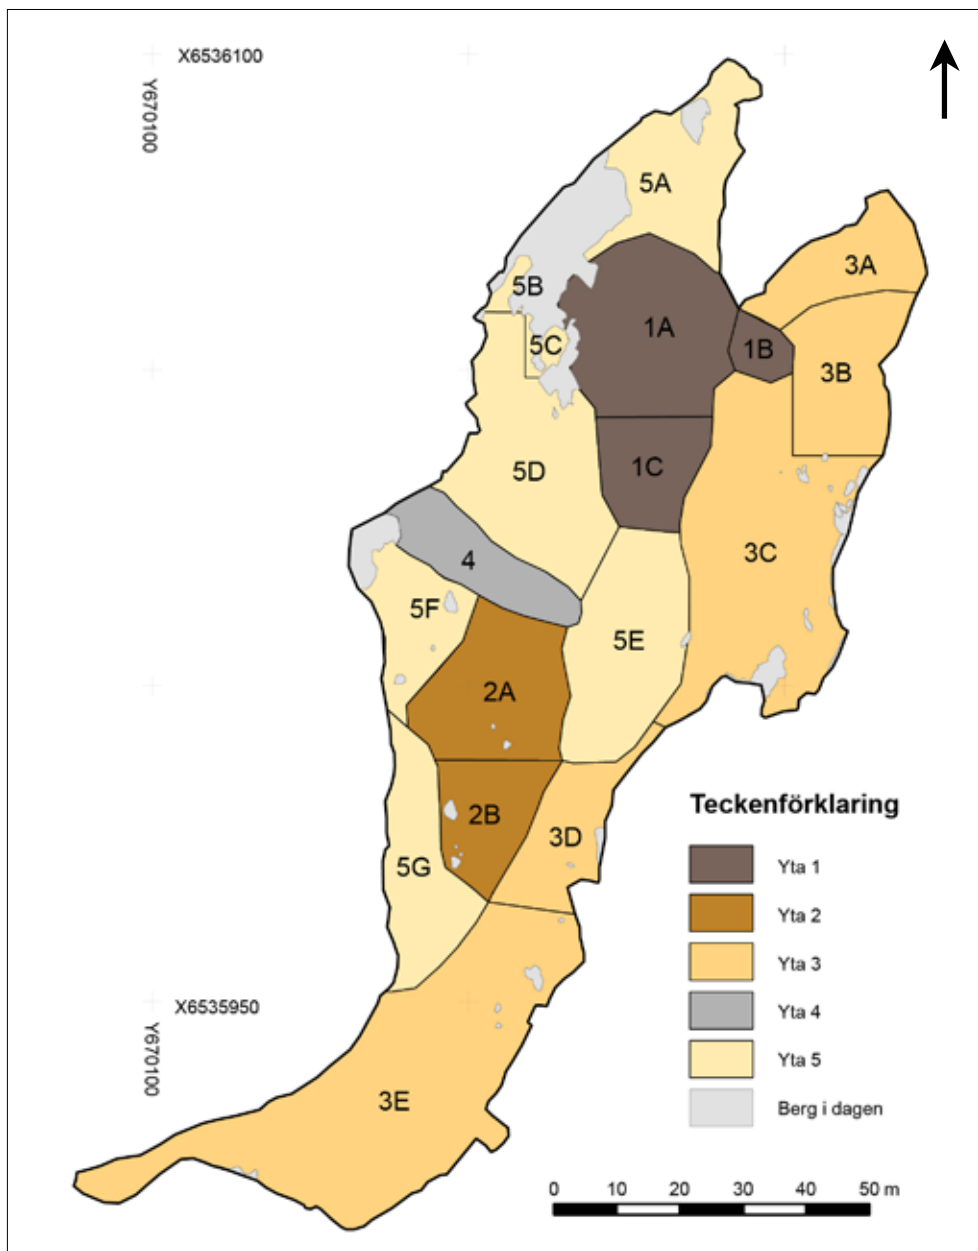 X6536100
Y670100
5A
3A
5B
1A
5C
1B
3B
5D
1C
3C
4
5F
5E
2A
2B
3D
5G
X6535950
Y670100
3E
Teckenförklaring
Yta 1
Yta 2
Yta 3
Yta 4
Yta 5
Berg i dagen
0 10 20 30 40 50 m